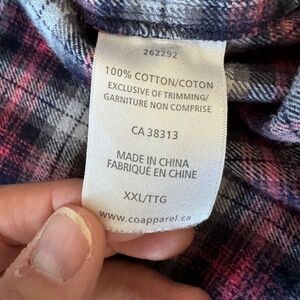 262292
100% COTTON/COTON
EXCLUSIVE OF TRIMMING/
GARNITURE NON COMPRISE
CA 38313
MADE IN CHINA
FABRIQUÉ EN CHINE
XXL/TTG
www.coapparel.ca